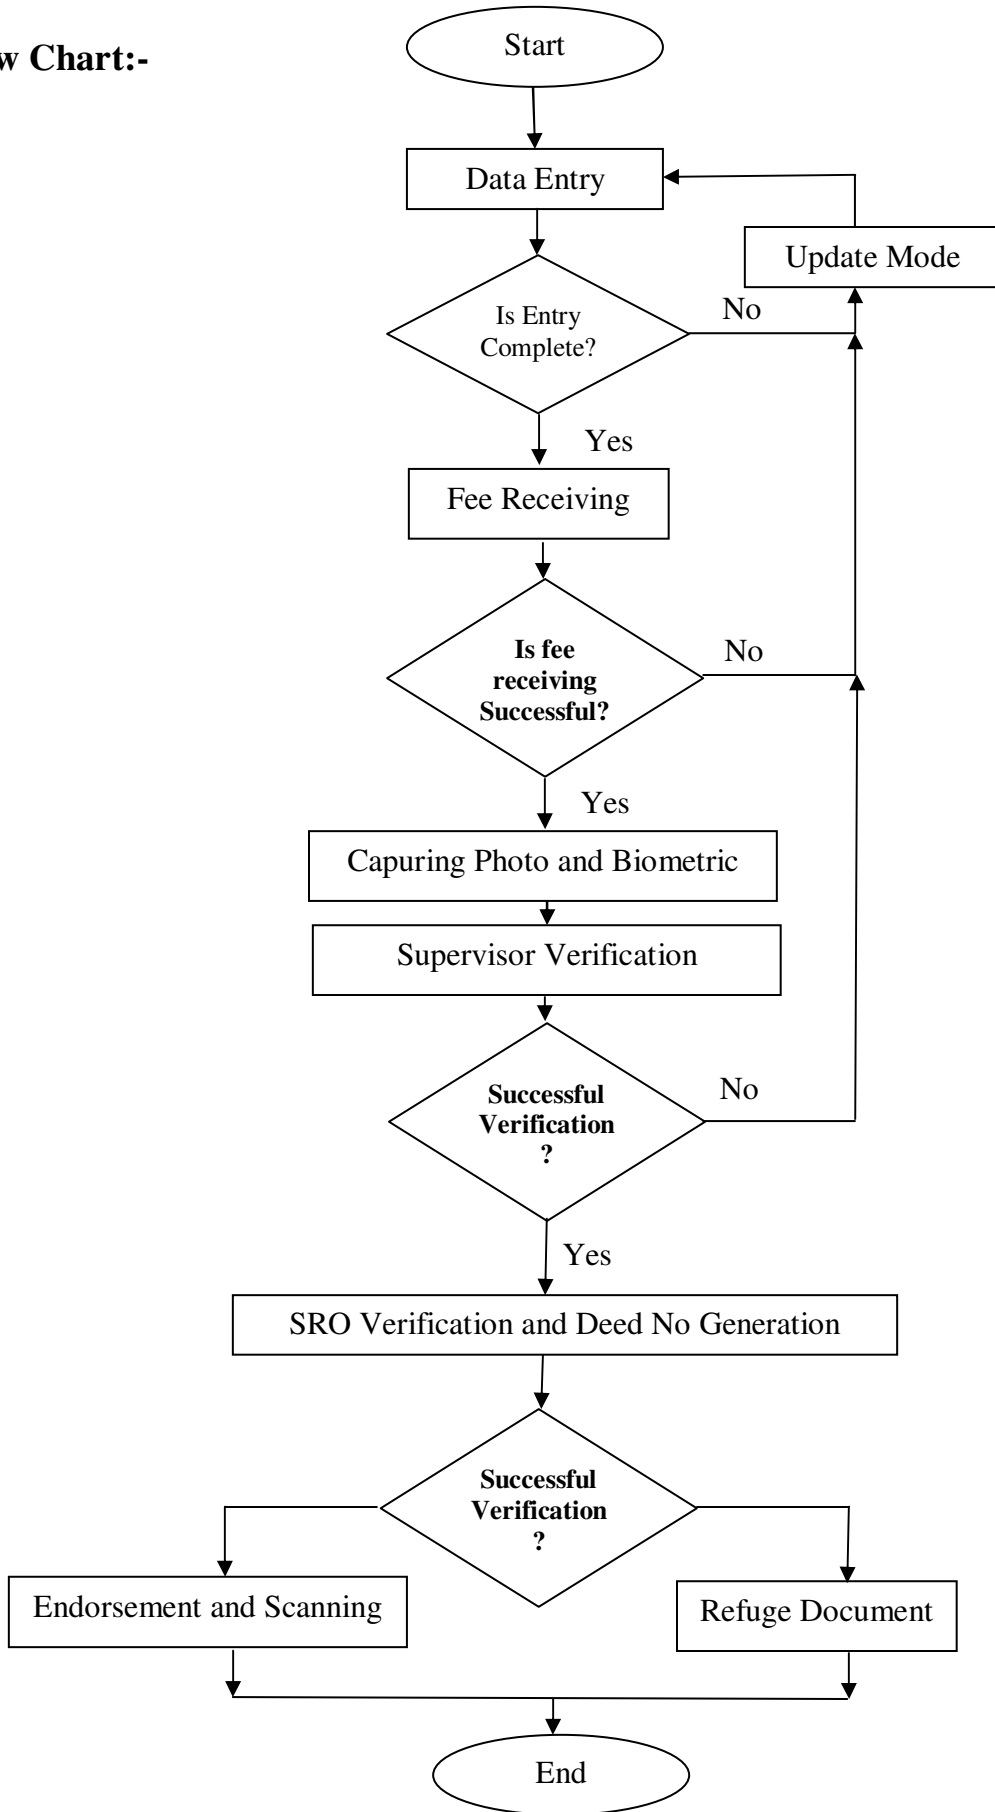 w Chart:-
Start
Data Entry
Update Mode
Is Entry
Complete?
No
Yes
Fee Receiving
Is fee
receiving
Successful?
No
Yes
Capuring Photo and Biometric
Supervisor Verification
Successful
Verification
?
No
Yes
SRO Verification and Deed No Generation
Successful
Verification
?
Endorsement and Scanning
Refuge Document
End